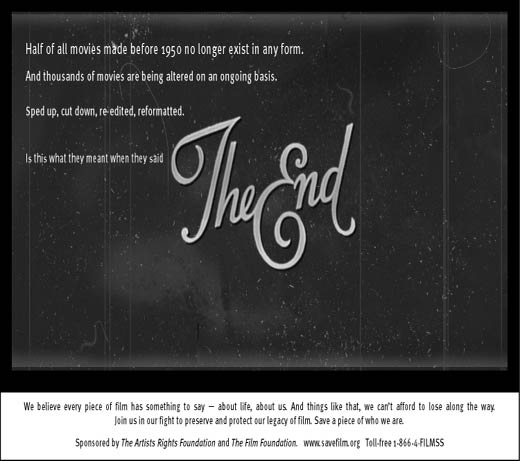 Half of all movies made before 1950 no longer exist in any form.
And thousands of movies are being altered on an ongoing basis.
Sped up, cut down, re-edited, reformatted.
Is this what they meant when they said
The End
We believe every piece of film has something to say — about life, about us. And things like that, we can't afford to lose along the way.
Join us in our fight to preserve and protect our legacy of film. Save a piece of who we are.
Sponsored by The Artists Rights Foundation and The Film Foundation. www.savefilm.org Toll-free 1-866-4-FILMSS